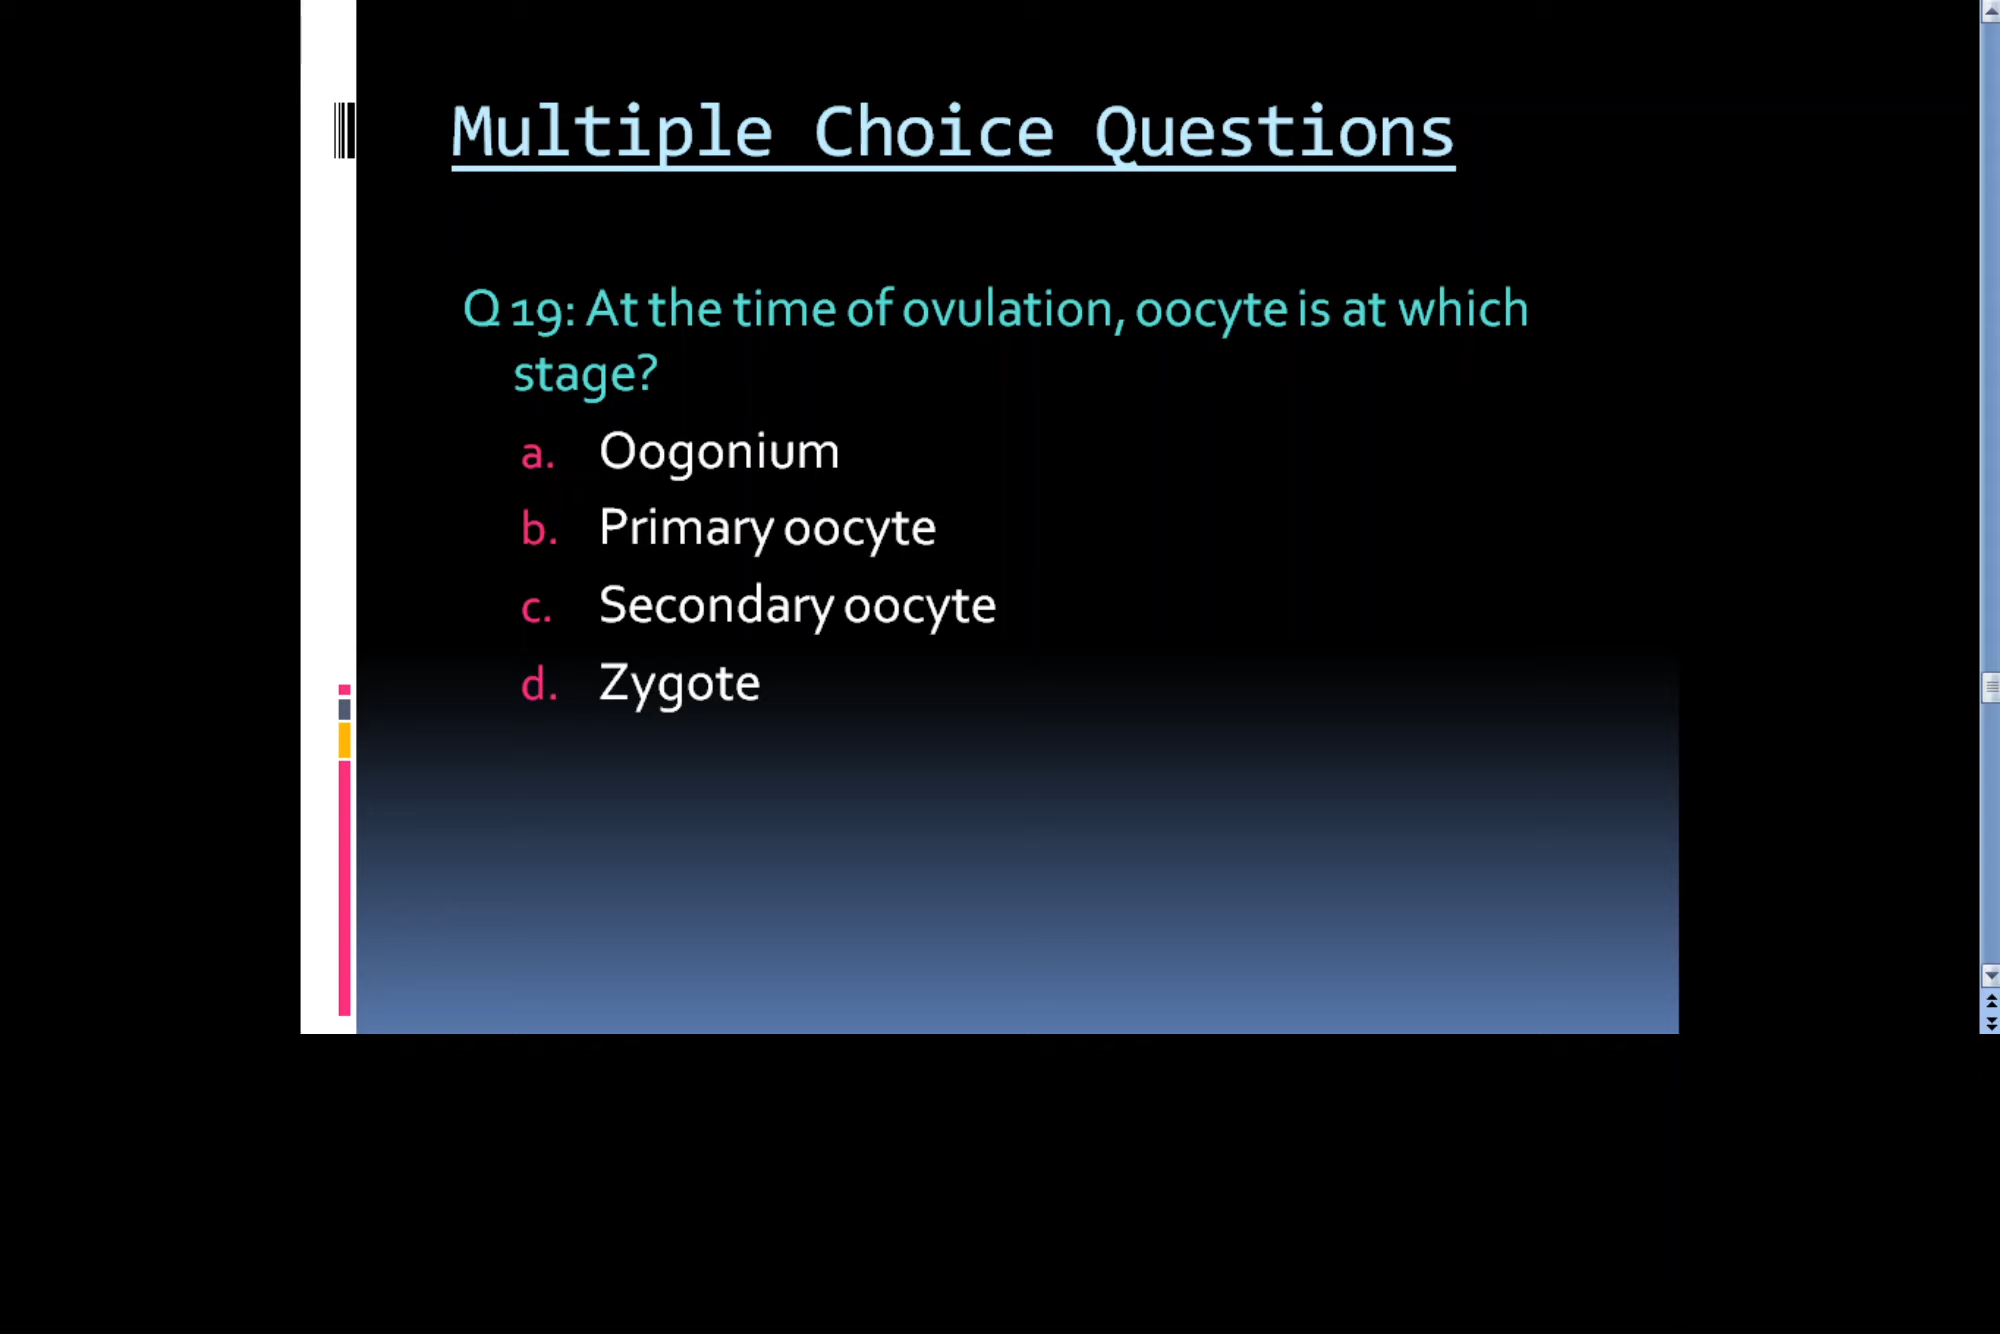 Multiple Choice Questions
Q 19: At the time of ovulation, oocyte is at which
stage?
a. Oogonium
b. Primary oocyte
c. Secondary oocyte
d. Zygote